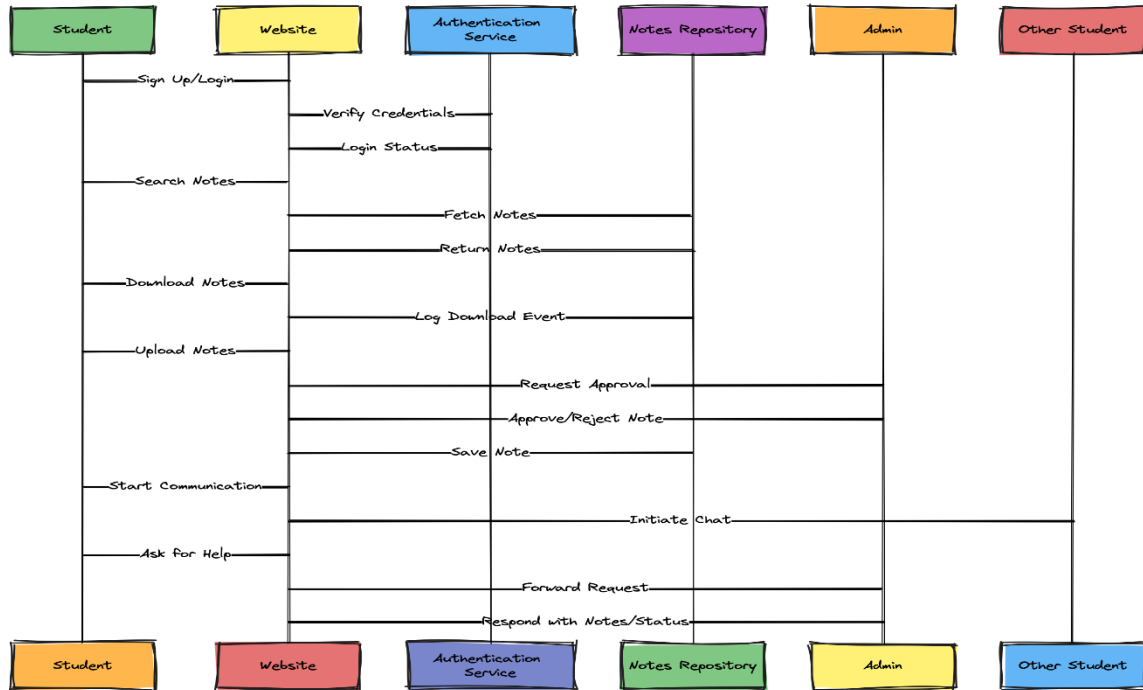 Student
Website
Authentication
Service
Notes Repository
Admin
Other Student
Sign Up/Login
Verify Credentials
Login Status
Search Notes
Fetch Notes
Return Notes
Download Notes
Log Download Event
Upload Notes
Request Approval
Approve/Reject Note
Save Note
Start Communication
Initiate Chat
Ask for Help
Forward Request
Respond with Notes/Status
Student
Website
Authentication
Service
Notes Repository
Admin
Other Student